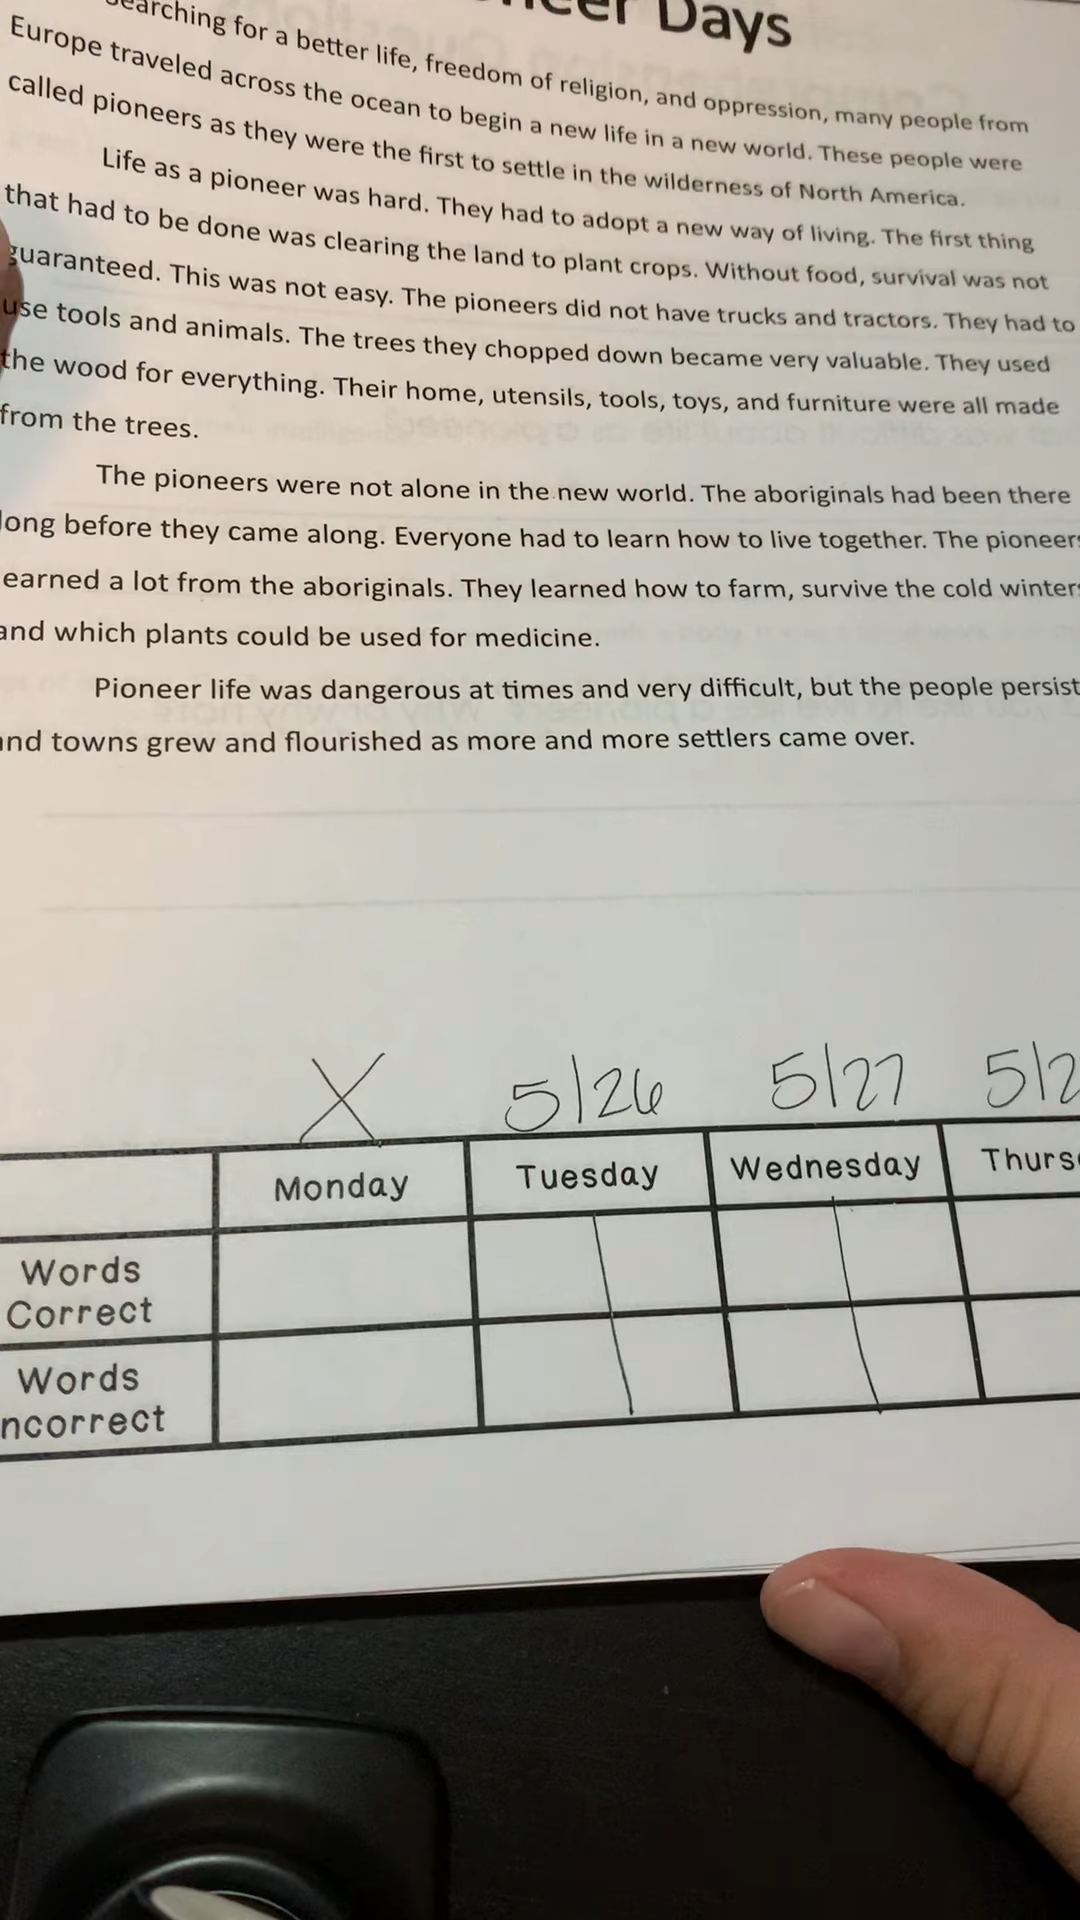 Days
for a better life, freedom of religion, and oppression, many people from
Europe traveled across the ocean to begin a new life in a new world. These people were
called pioneers as they were the first to settle in the wilderness of North America.
Life as a pioneer was hard. They had to adopt a new way of living. The first thing
that had to be done was clearing the land to plant crops. Without food, survival was not
guaranteed. This was not easy. The pioneers did not have trucks and tractors. They had to
use tools and animals. The trees they chopped down became very valuable. They used
the wood for everything. Their home, utensils, tools, toys, and furniture were all made
from the trees.
The pioneers were not alone in the new world. The aboriginals had been there
long before they came along. Everyone had to learn how to live together. The pioneer
earned a lot from the aboriginals. They learned how to farm, survive the cold winter
and which plants could be used for medicine.
Pioneer life was dangerous at times and very difficult, but the people persist
nd towns grew and flourished as more and more settlers came over.
X 5/26 5/27 5/2
Monday Tuesday Wednesday Thurs
Words
Correct
Words
ncorrect